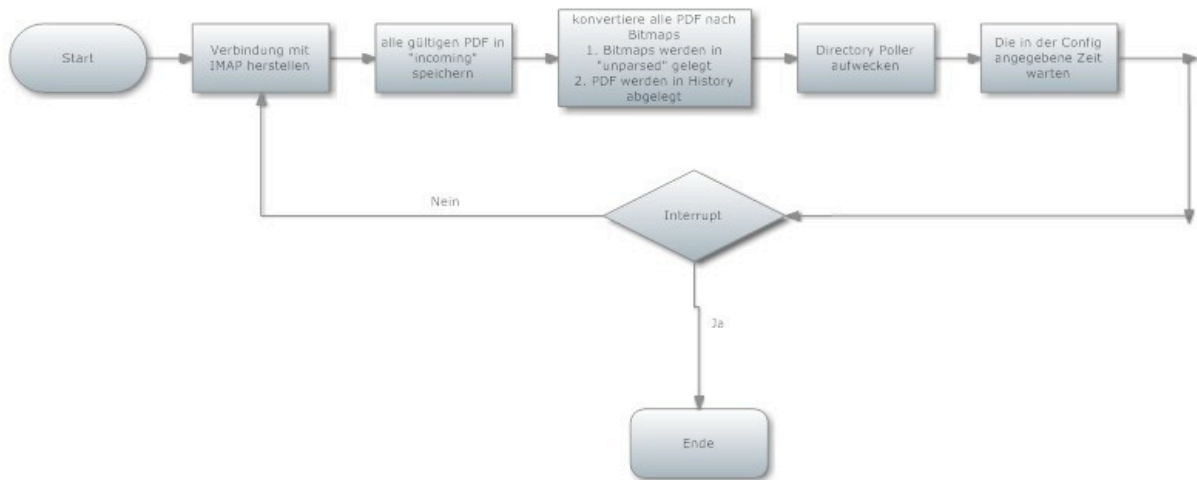 Start
Verbindung mit
IMAP herstellen
alle gültigen PDF in
"incoming"
speichern
konvertiere alle PDF nach
Bitmaps
1. Bitmaps werden in
"unparsed" gelegt
2. PDF werden in History
abgelegt
Directory Poller
aufwecken
Die in der Config
angegebene Zeit
warten
Nein
Interrupt
Ja
Ende